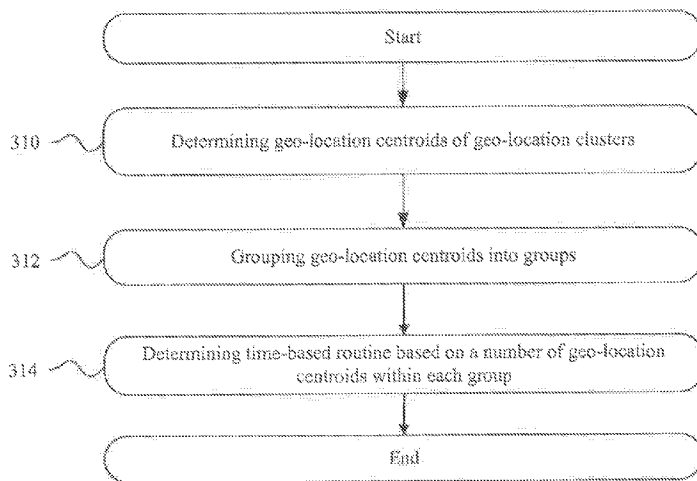 Start
310
Determining geo-location centroids of geo-location clusters
312
Grouping geo-location centroids into groups
314
Determining time-based routine based on a number of geo-location
centroids within each group
End